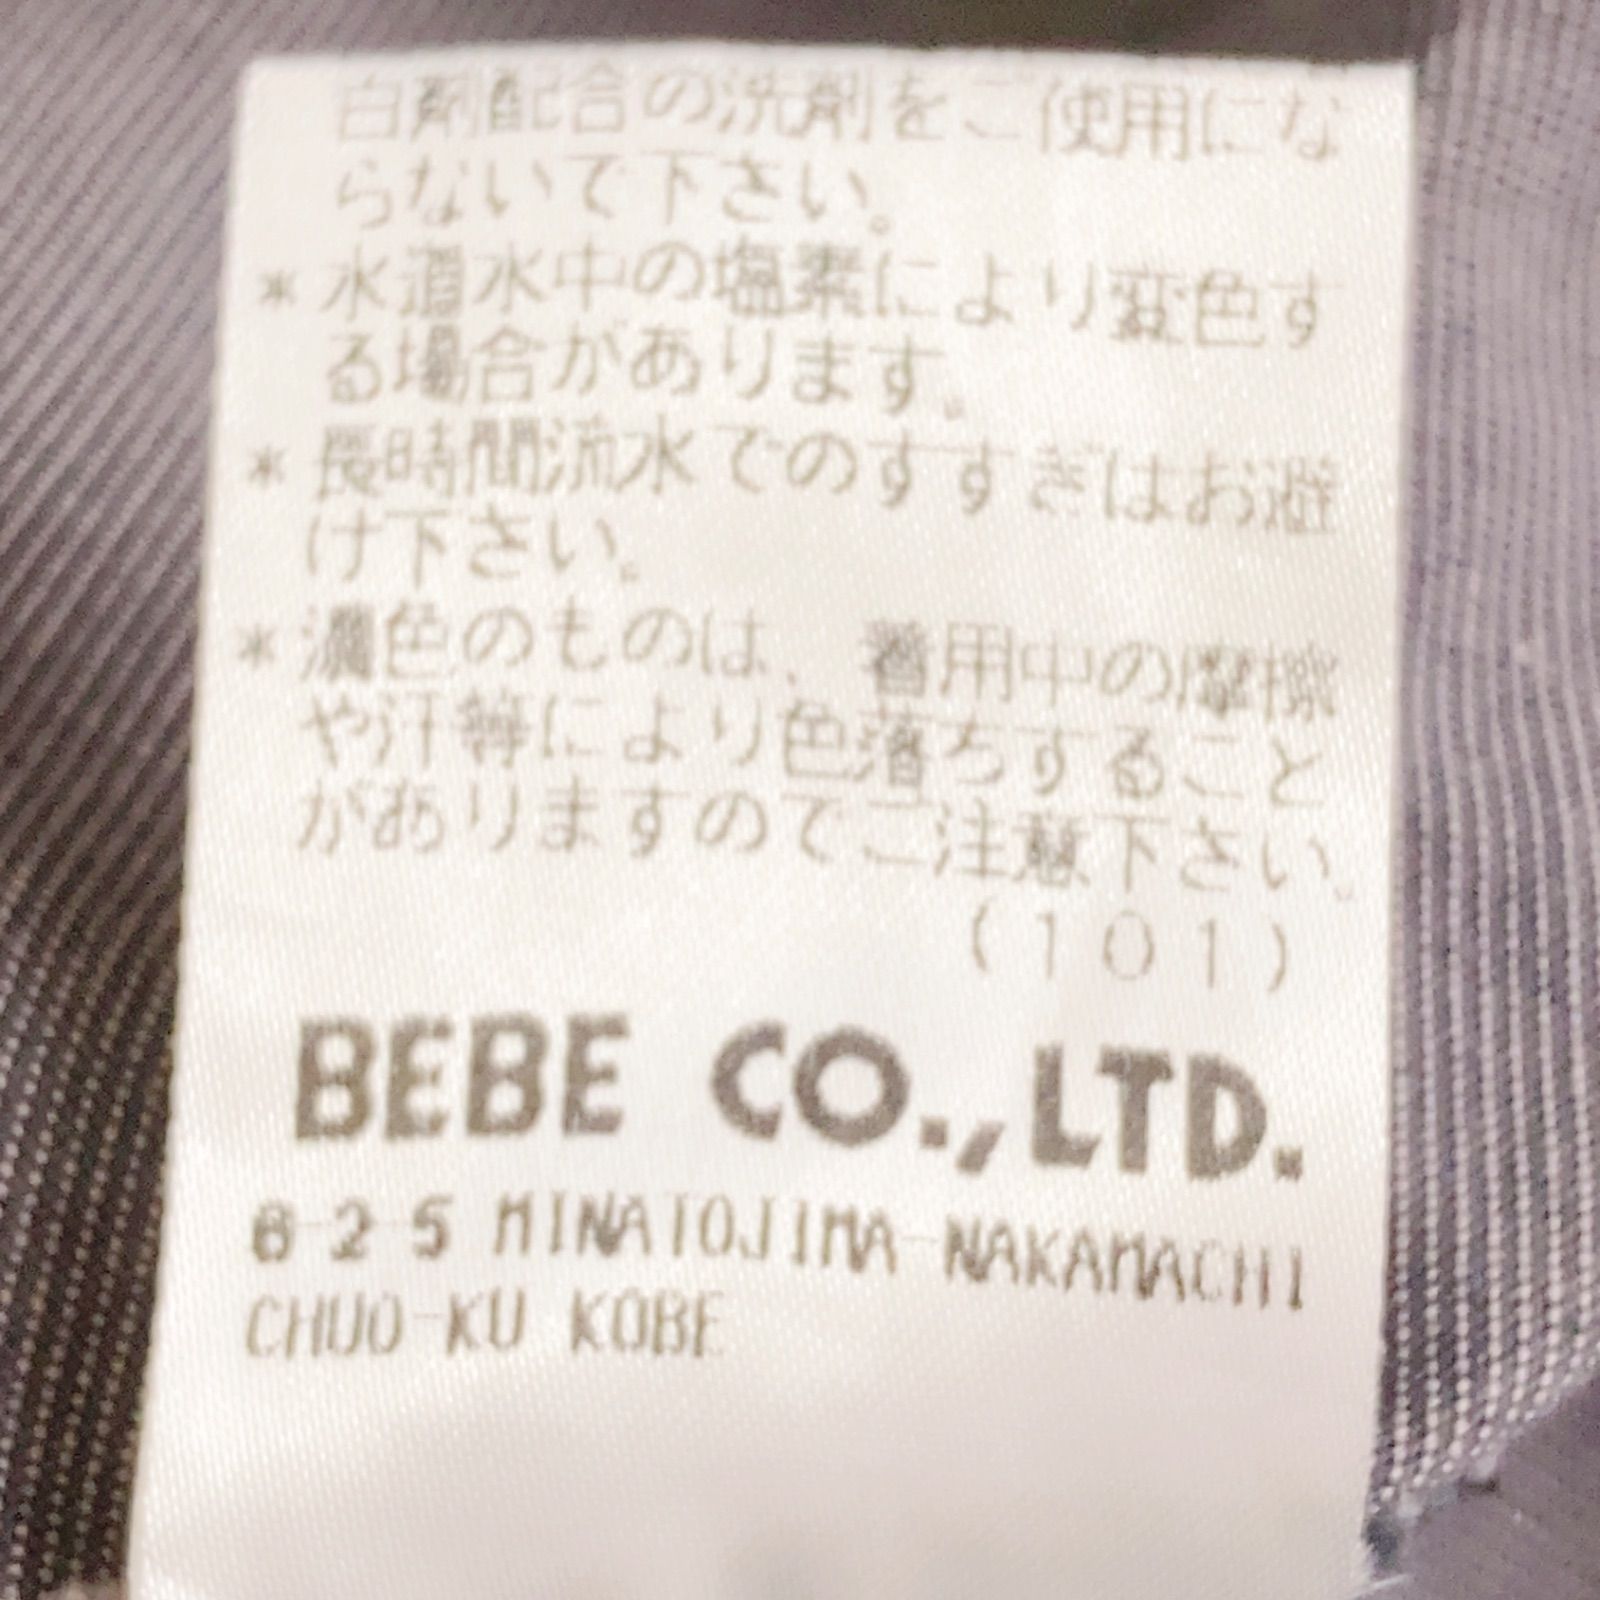 白剤配合の洗剤をご使用にな
らないで下さい。
* 水道水中の塩素により変色す
る場合があります。
* 長時間流水でのすすぎはお避
け下さい。
* 濃色のものは、着用中の摩擦
や汗等により色落ちすること
がありますのでご注意下さい。
(101)
BEBE CO.,LTD.
6-2-5 MINATOJIMA-NAKAMACHI
CHUO-KU KOBE